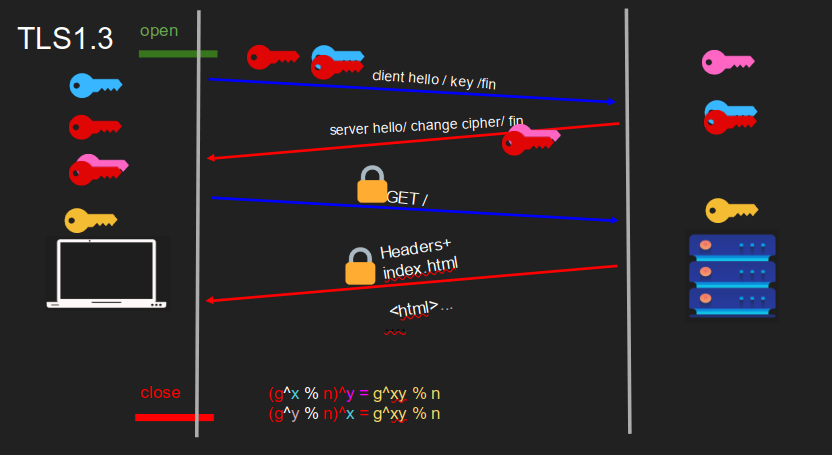 TLS1.3
open
client hello / key /fin
server hello/ change cipher/ fin
GET /
Headers+
index.html
<html>...
....
close
(g^x % n)^y = g^xy % n
(g^y % n)^x = g^xy % n